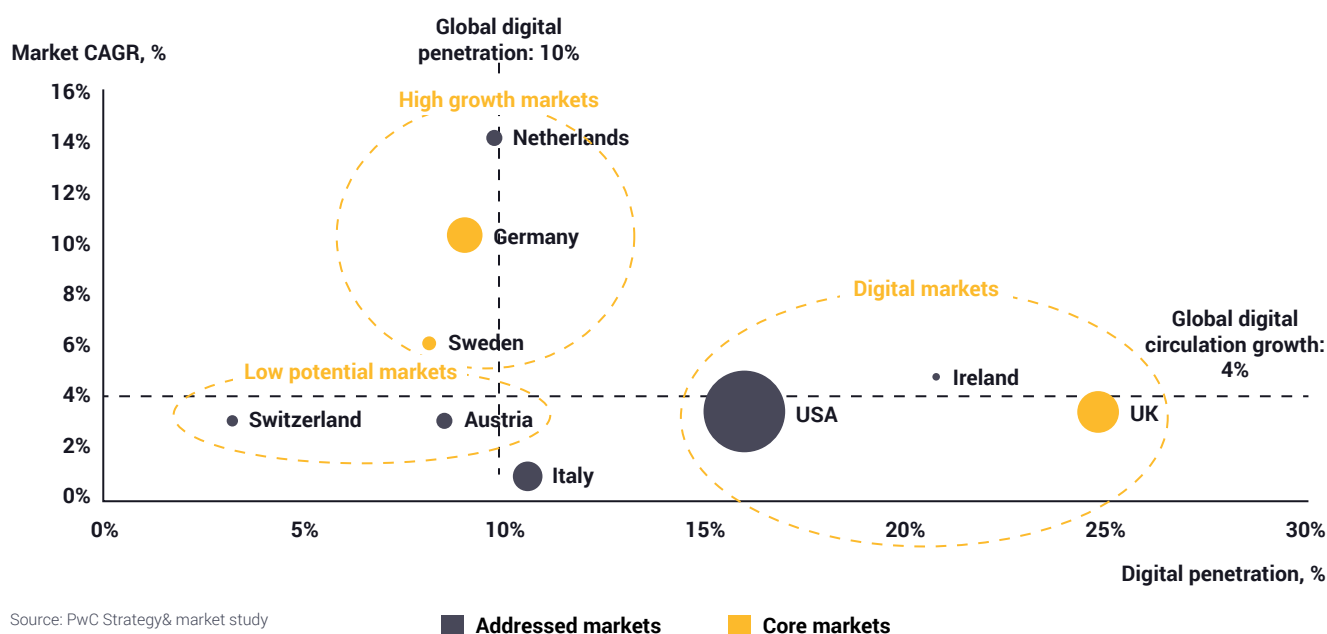 Global digital
penetration: 10%
Market CAGR, %
16%
High growth markets
14%
Netherlands
12%
10%
Germany
8%
Digital markets
Global digital
circulation growth:
4%
6%
Sweden
Low potential markets
Ireland
4%
Switzerland
Austria
USA
UK
2%
Italy
0%
0%
5%
10%
15%
20%
25%
30%
Digital penetration, %
Source: PwC Strategy& market study
Addressed markets
Core markets